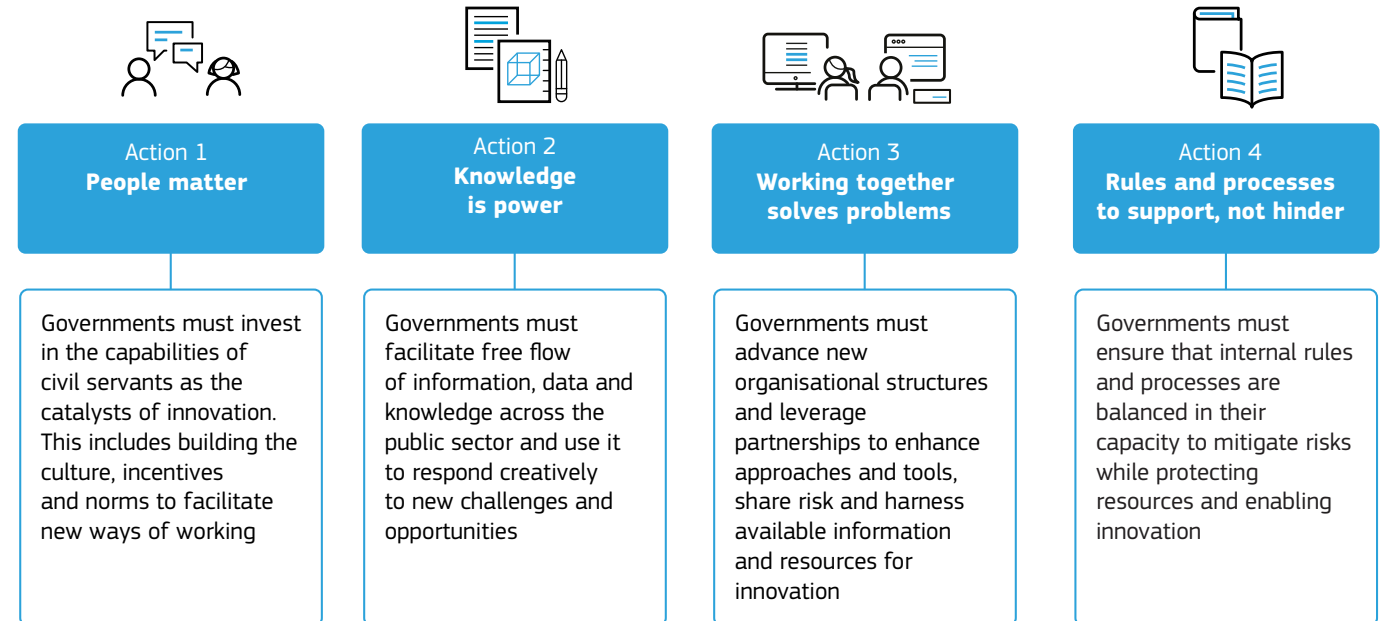 Action 1
People matter
Governments must invest
in the capabilities of
civil servants as the
catalysts of innovation.
This includes building the
culture, incentives
and norms to facilitate
new ways of working
Action 2
Knowledge
is power
Governments must
facilitate free flow
of information, data and
knowledge across the
public sector and use it
to respond creatively
to new challenges and
opportunities
Action 3
Working together
solves problems
Governments must
advance new
organisational structures
and leverage
partnerships to enhance
approaches and tools,
share risk and harness
available information
and resources for
innovation
Action 4
Rules and processes
to support, not hinder
Governments must
ensure that internal rules
and processes are
balanced in their
capacity to mitigate risks
while protecting
resources and enabling
innovation